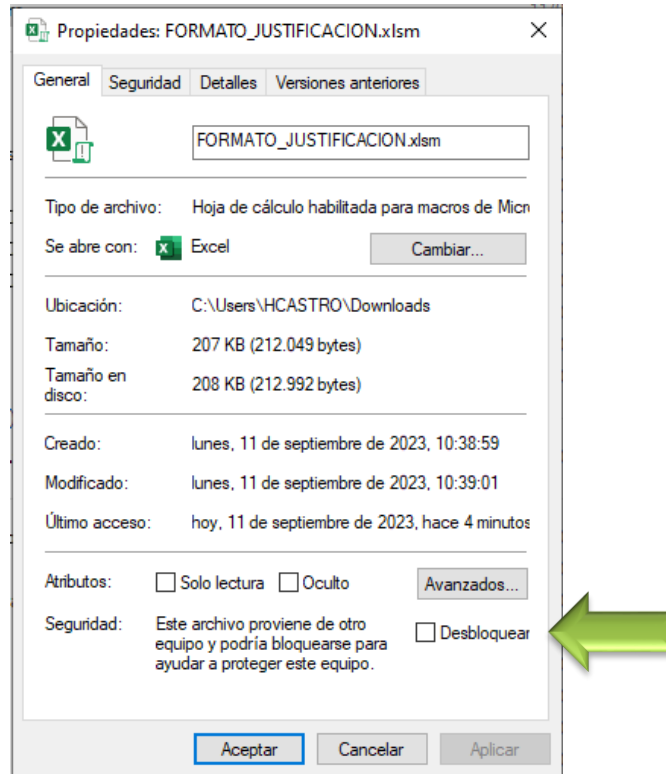 Propiedades: FORMATO_JUSTIFICACION.xlsm
General Seguridad Detalles Versiones anteriores
FORMATO_JUSTIFICACION.xlsm
Tipo de archivo: Hoja de cálculo habilitada para macros de Micr
Se abre con: Excel Cambiar...
Ubicación: C:\Users\HCASTRO\Downloads
Tamaño: 207 KB (212.049 bytes)
Tamaño en
disco: 208 KB (212.992 bytes)
Creado: lunes, 11 de septiembre de 2023, 10:38:59
Modificado: lunes, 11 de septiembre de 2023, 10:39:01
Último acceso: hoy, 11 de septiembre de 2023, hace 4 minutos
Atributos: Solo lectura Oculto Avanzados...
Seguridad: Este archivo proviene de otro
equipo y podría bloquearse para Desbloquear
ayudar a proteger este equipo.
Aceptar Cancelar Aplicar